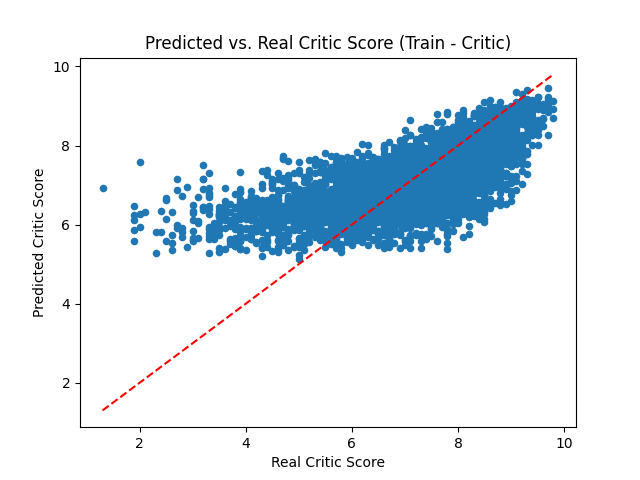 Predicted vs. Real Critic Score (Train - Critic)
10
8
6
4
2
Predicted Critic Score
2 4 6 8 10
Real Critic Score